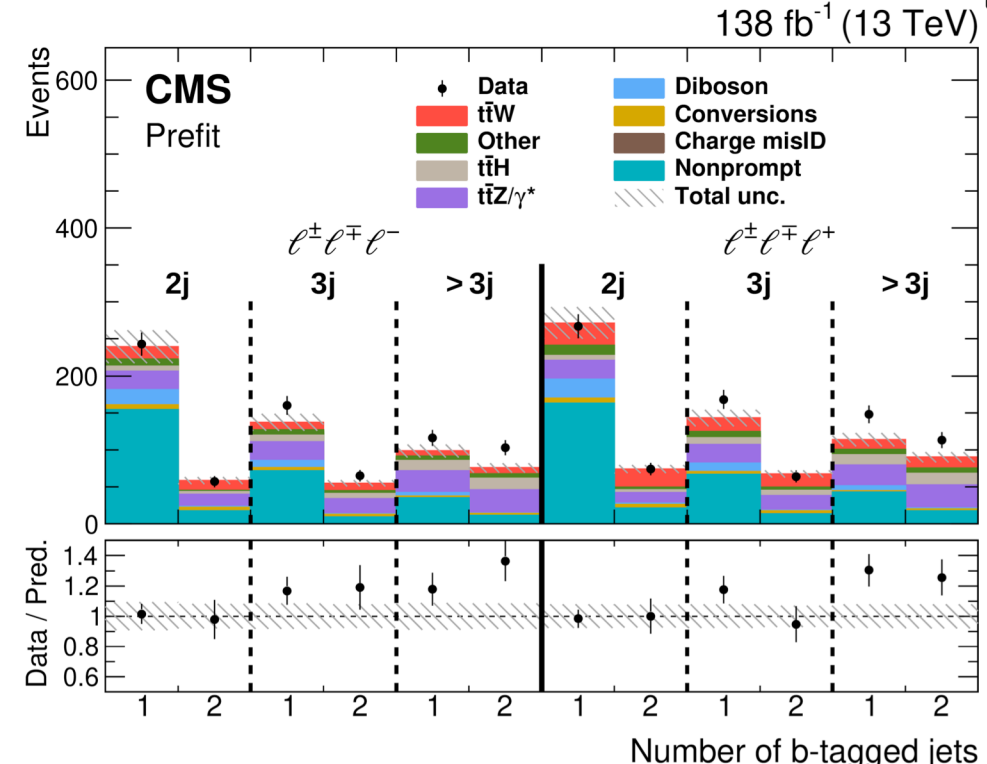 138 fb⁻¹ (13 TeV)
Events
600
400
200
0
CMS
Prefit
Data
tt̄W
Other
tt̄H
tt̄Z/γ*
Diboson
Conversions
Charge misID
Nonprompt
Total unc.
ℓ±ℓ∓ℓ⁻
ℓ±ℓ∓ℓ⁺
2j 3j > 3j 2j 3j > 3j
Data / Pred.
1.4
1.2
1
0.8
0.6
1 2 1 2 1 2 1 2 1 2 1 2
Number of b-tagged jets